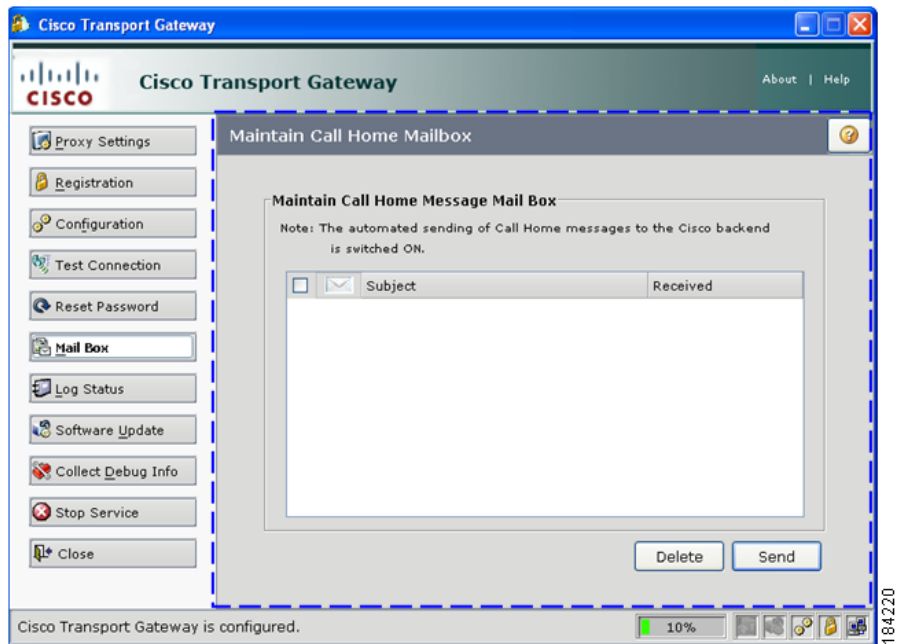 Cisco Transport Gateway
CISCO
Cisco Transport Gateway
About | Help
Proxy Settings
Registration
Configuration
Test Connection
Reset Password
Mail Box
Log Status
Software Update
Collect Debug Info
Stop Service
Close
Maintain Call Home Mailbox
Maintain Call Home Message Mail Box
Note: The automated sending of Call Home messages to the Cisco backend
is switched ON.
Subject Received
Delete Send
Cisco Transport Gateway is configured.
10%
184220